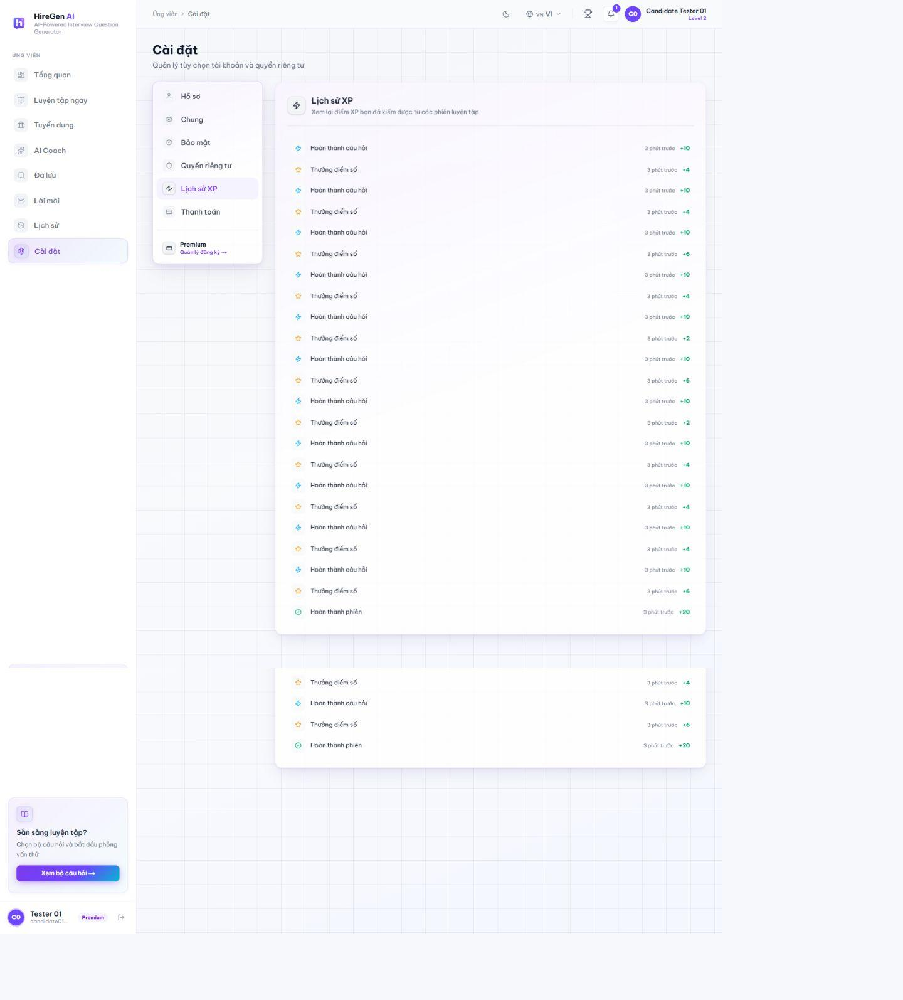 HireGen AI
AI-Powered Interview Question
Generator
ỨNG VIÊN
Tổng quan
Luyện tập ngay
Tuyển dụng
AI Coach
Đã lưu
Lời mời
Lịch sử
Cài đặt
Ứng viên > Cài đặt
VN VI
1
C0
Candidate Tester 01
Level 2
Cài đặt
Quản lý tùy chọn tài khoản và quyền riêng tư
Hồ sơ
Chung
Bảo mật
Quyền riêng tư
Lịch sử XP
Thanh toán
Premium
Quản lý đăng ký →
Lịch sử XP
Xem lại điểm XP bạn đã kiếm được từ các phiên luyện tập
Hoàn thành câu hỏi 3 phút trước +10
Thưởng điểm số 3 phút trước +4
Hoàn thành câu hỏi 3 phút trước +10
Thưởng điểm số 3 phút trước +4
Hoàn thành câu hỏi 3 phút trước +10
Thưởng điểm số 3 phút trước +6
Hoàn thành câu hỏi 3 phút trước +10
Thưởng điểm số 3 phút trước +4
Hoàn thành câu hỏi 3 phút trước +10
Thưởng điểm số 3 phút trước +2
Hoàn thành câu hỏi 3 phút trước +10
Thưởng điểm số 3 phút trước +6
Hoàn thành câu hỏi 3 phút trước +10
Thưởng điểm số 3 phút trước +2
Hoàn thành câu hỏi 3 phút trước +10
Thưởng điểm số 3 phút trước +4
Hoàn thành câu hỏi 3 phút trước +10
Thưởng điểm số 3 phút trước +4
Hoàn thành câu hỏi 3 phút trước +10
Thưởng điểm số 3 phút trước +4
Hoàn thành câu hỏi 3 phút trước +10
Thưởng điểm số 3 phút trước +6
Hoàn thành phiên 3 phút trước +20
Thưởng điểm số 3 phút trước +4
Hoàn thành câu hỏi 3 phút trước +10
Thưởng điểm số 3 phút trước +6
Hoàn thành phiên 3 phút trước +20
Sẵn sàng luyện tập?
Chọn bộ câu hỏi và bắt đầu phỏng
vấn thử
Xem bộ câu hỏi →
C0
Tester 01
candidate01...
Premium